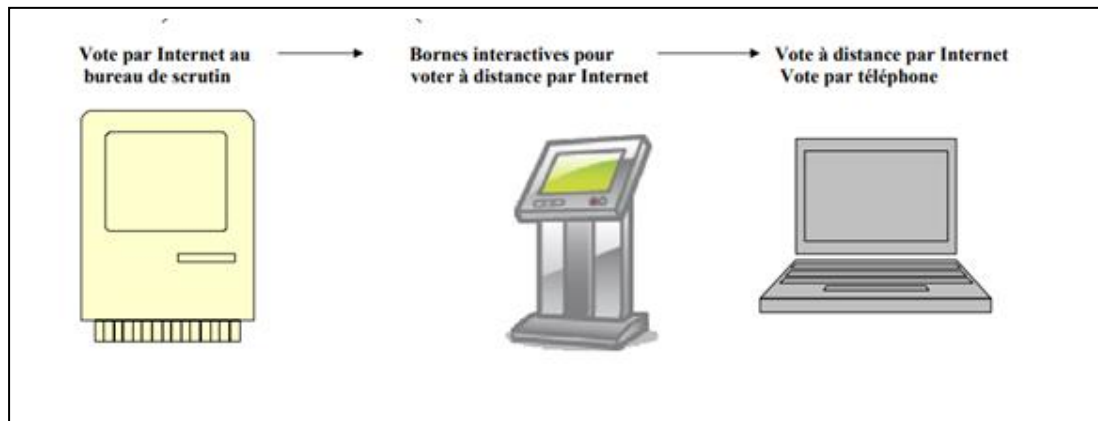 Vote par Internet au
bureau de scrutin
Bornes interactives pour
voter à distance par Internet
Vote à distance par Internet
Vote par téléphone